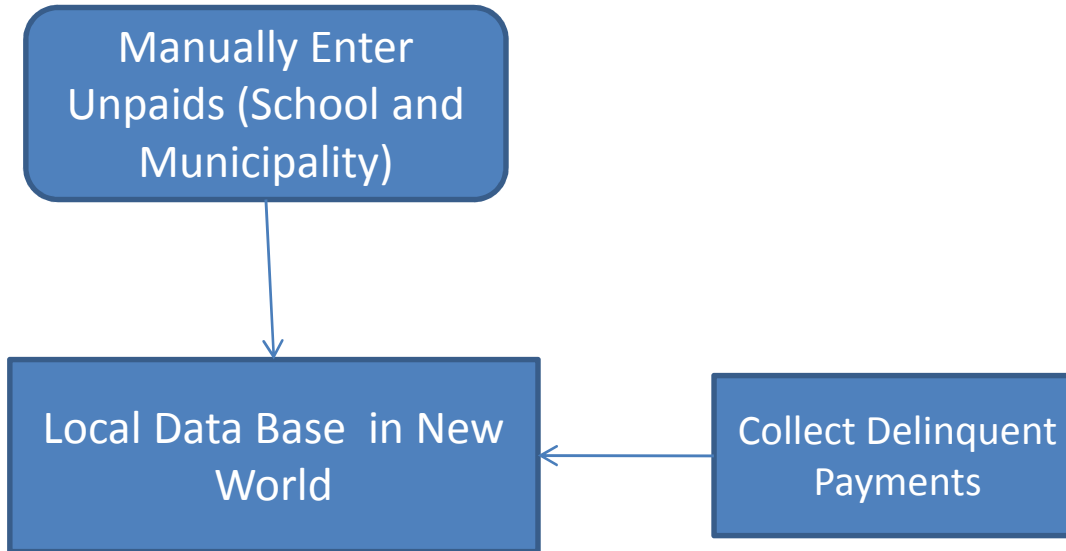 Manually Enter
Unpaids (School and
Municipality)
Local Data Base  in New
World
Collect Delinquent
Payments